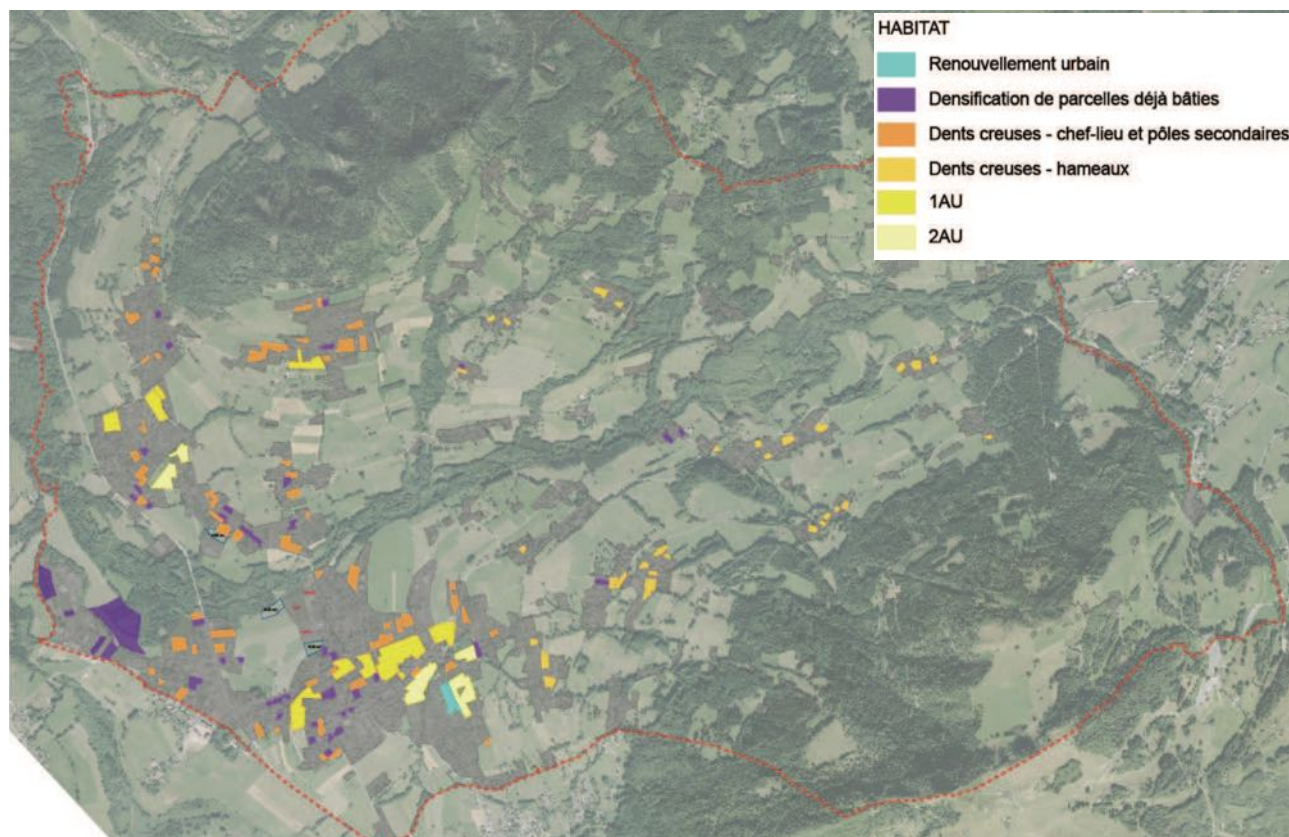 HABITAT
Renouvellement urbain
Densification de parcelles déjà bâties
Dents creuses - chef-lieu et pôles secondaires
Dents creuses - hameaux
1AU
2AU